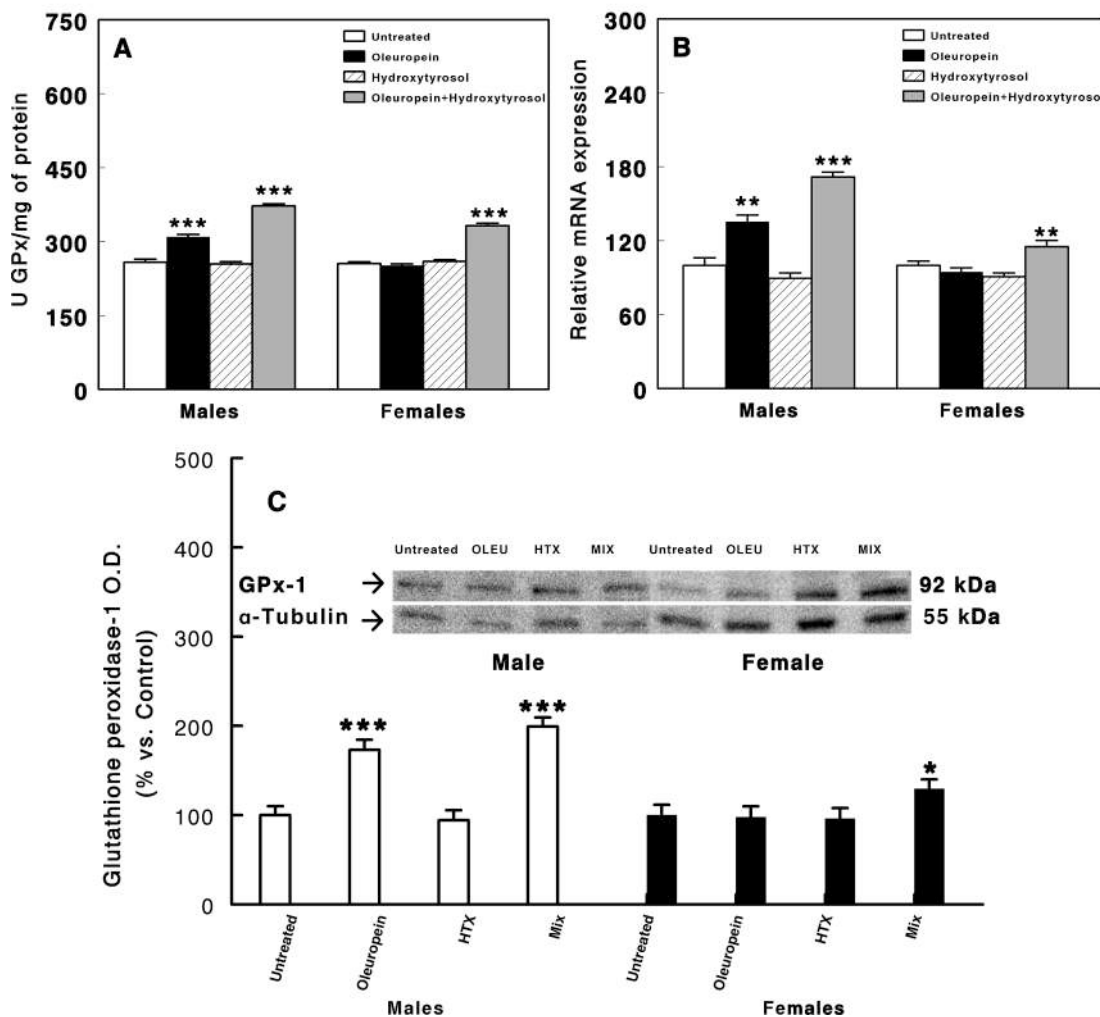 A
U GPx/mg of protein
750
600
450
300
150
0
Untreated
Oleuropein
Hydroxytyrosol
Oleuropein+Hydroxytyrosol
***
***
***
Males
Females
B
Relative mRNA expression
300
240
180
120
60
0
Untreated
Oleuropein
Hydroxytyrosol
Oleuropein+Hydroxytyrosol
**
***
**
Males
Females
C
Glutathione peroxidase-1 O.D.
(% vs. Control)
500
400
300
200
100
0
Untreated OLEU HTX MIX Untreated OLEU HTX MIX
GPx-1 → 92 kDa
α-Tubulin → 55 kDa
Male Female
***
***
*
Untreated Oleuropein HTX Mix Untreated Oleuropein HTX Mix
Males Females